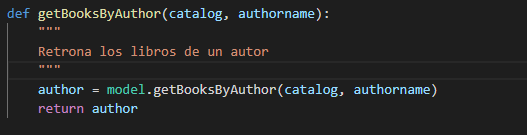 def getBooksByAuthor(catalog, authorname):
    """
    Retrona los libros de un autor
    """
    author = model.getBooksByAuthor(catalog, authorname)
    return author